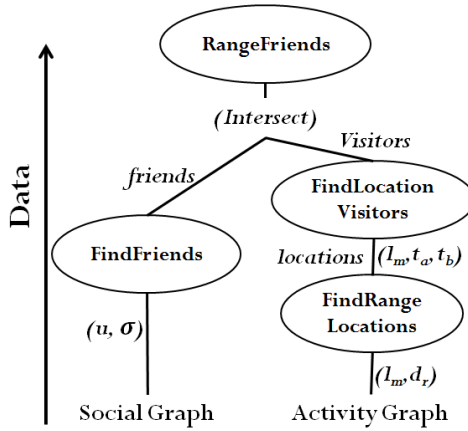 RangeFriends
(Intersect)
Visitors
friends
FindLocation
Visitors
Data
FindFriends
locations (l_m, t_a, t_b)
FindRange
Locations
(u, σ)
(l_m, d_r)
Social Graph
Activity Graph